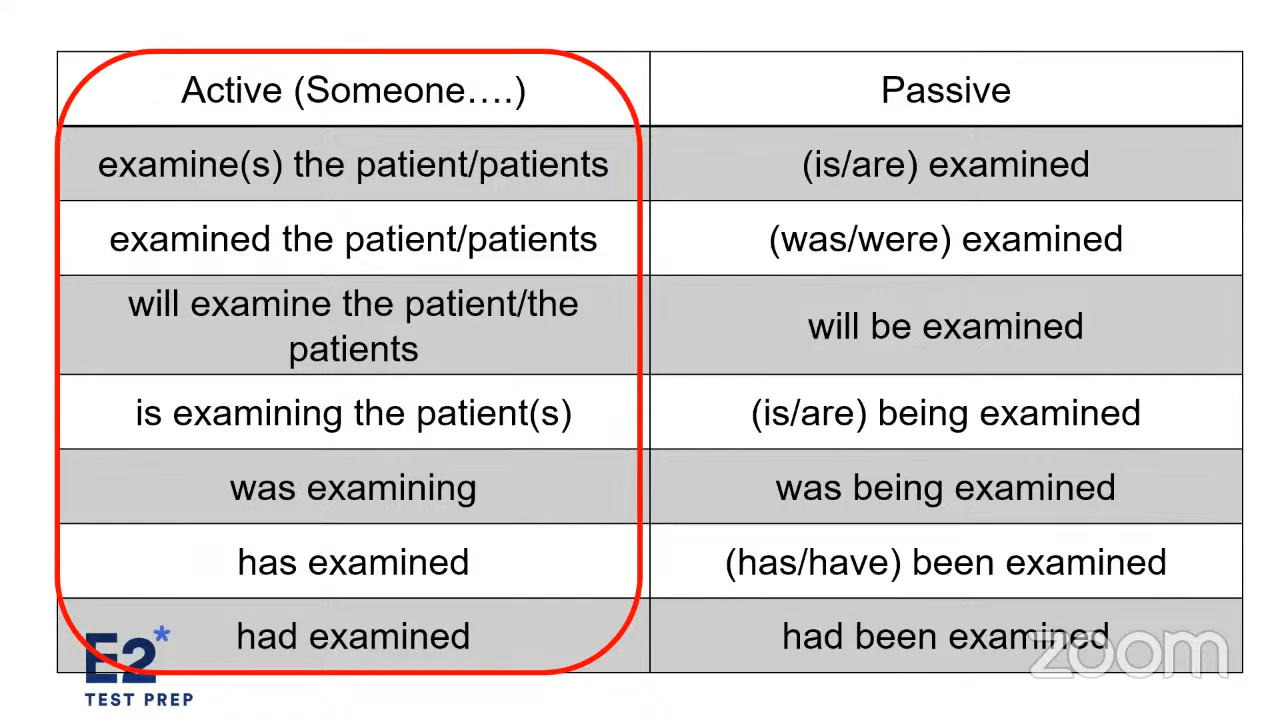 Active (Someone….)
Passive
examine(s) the patient/patients
(is/are) examined
examined the patient/patients
(was/were) examined
will examine the patient/the
patients
will be examined
is examining the patient(s)
(is/are) being examined
was examining
was being examined
has examined
(has/have) been examined
had examined
had been examined
E2*
TEST PREP
zoom